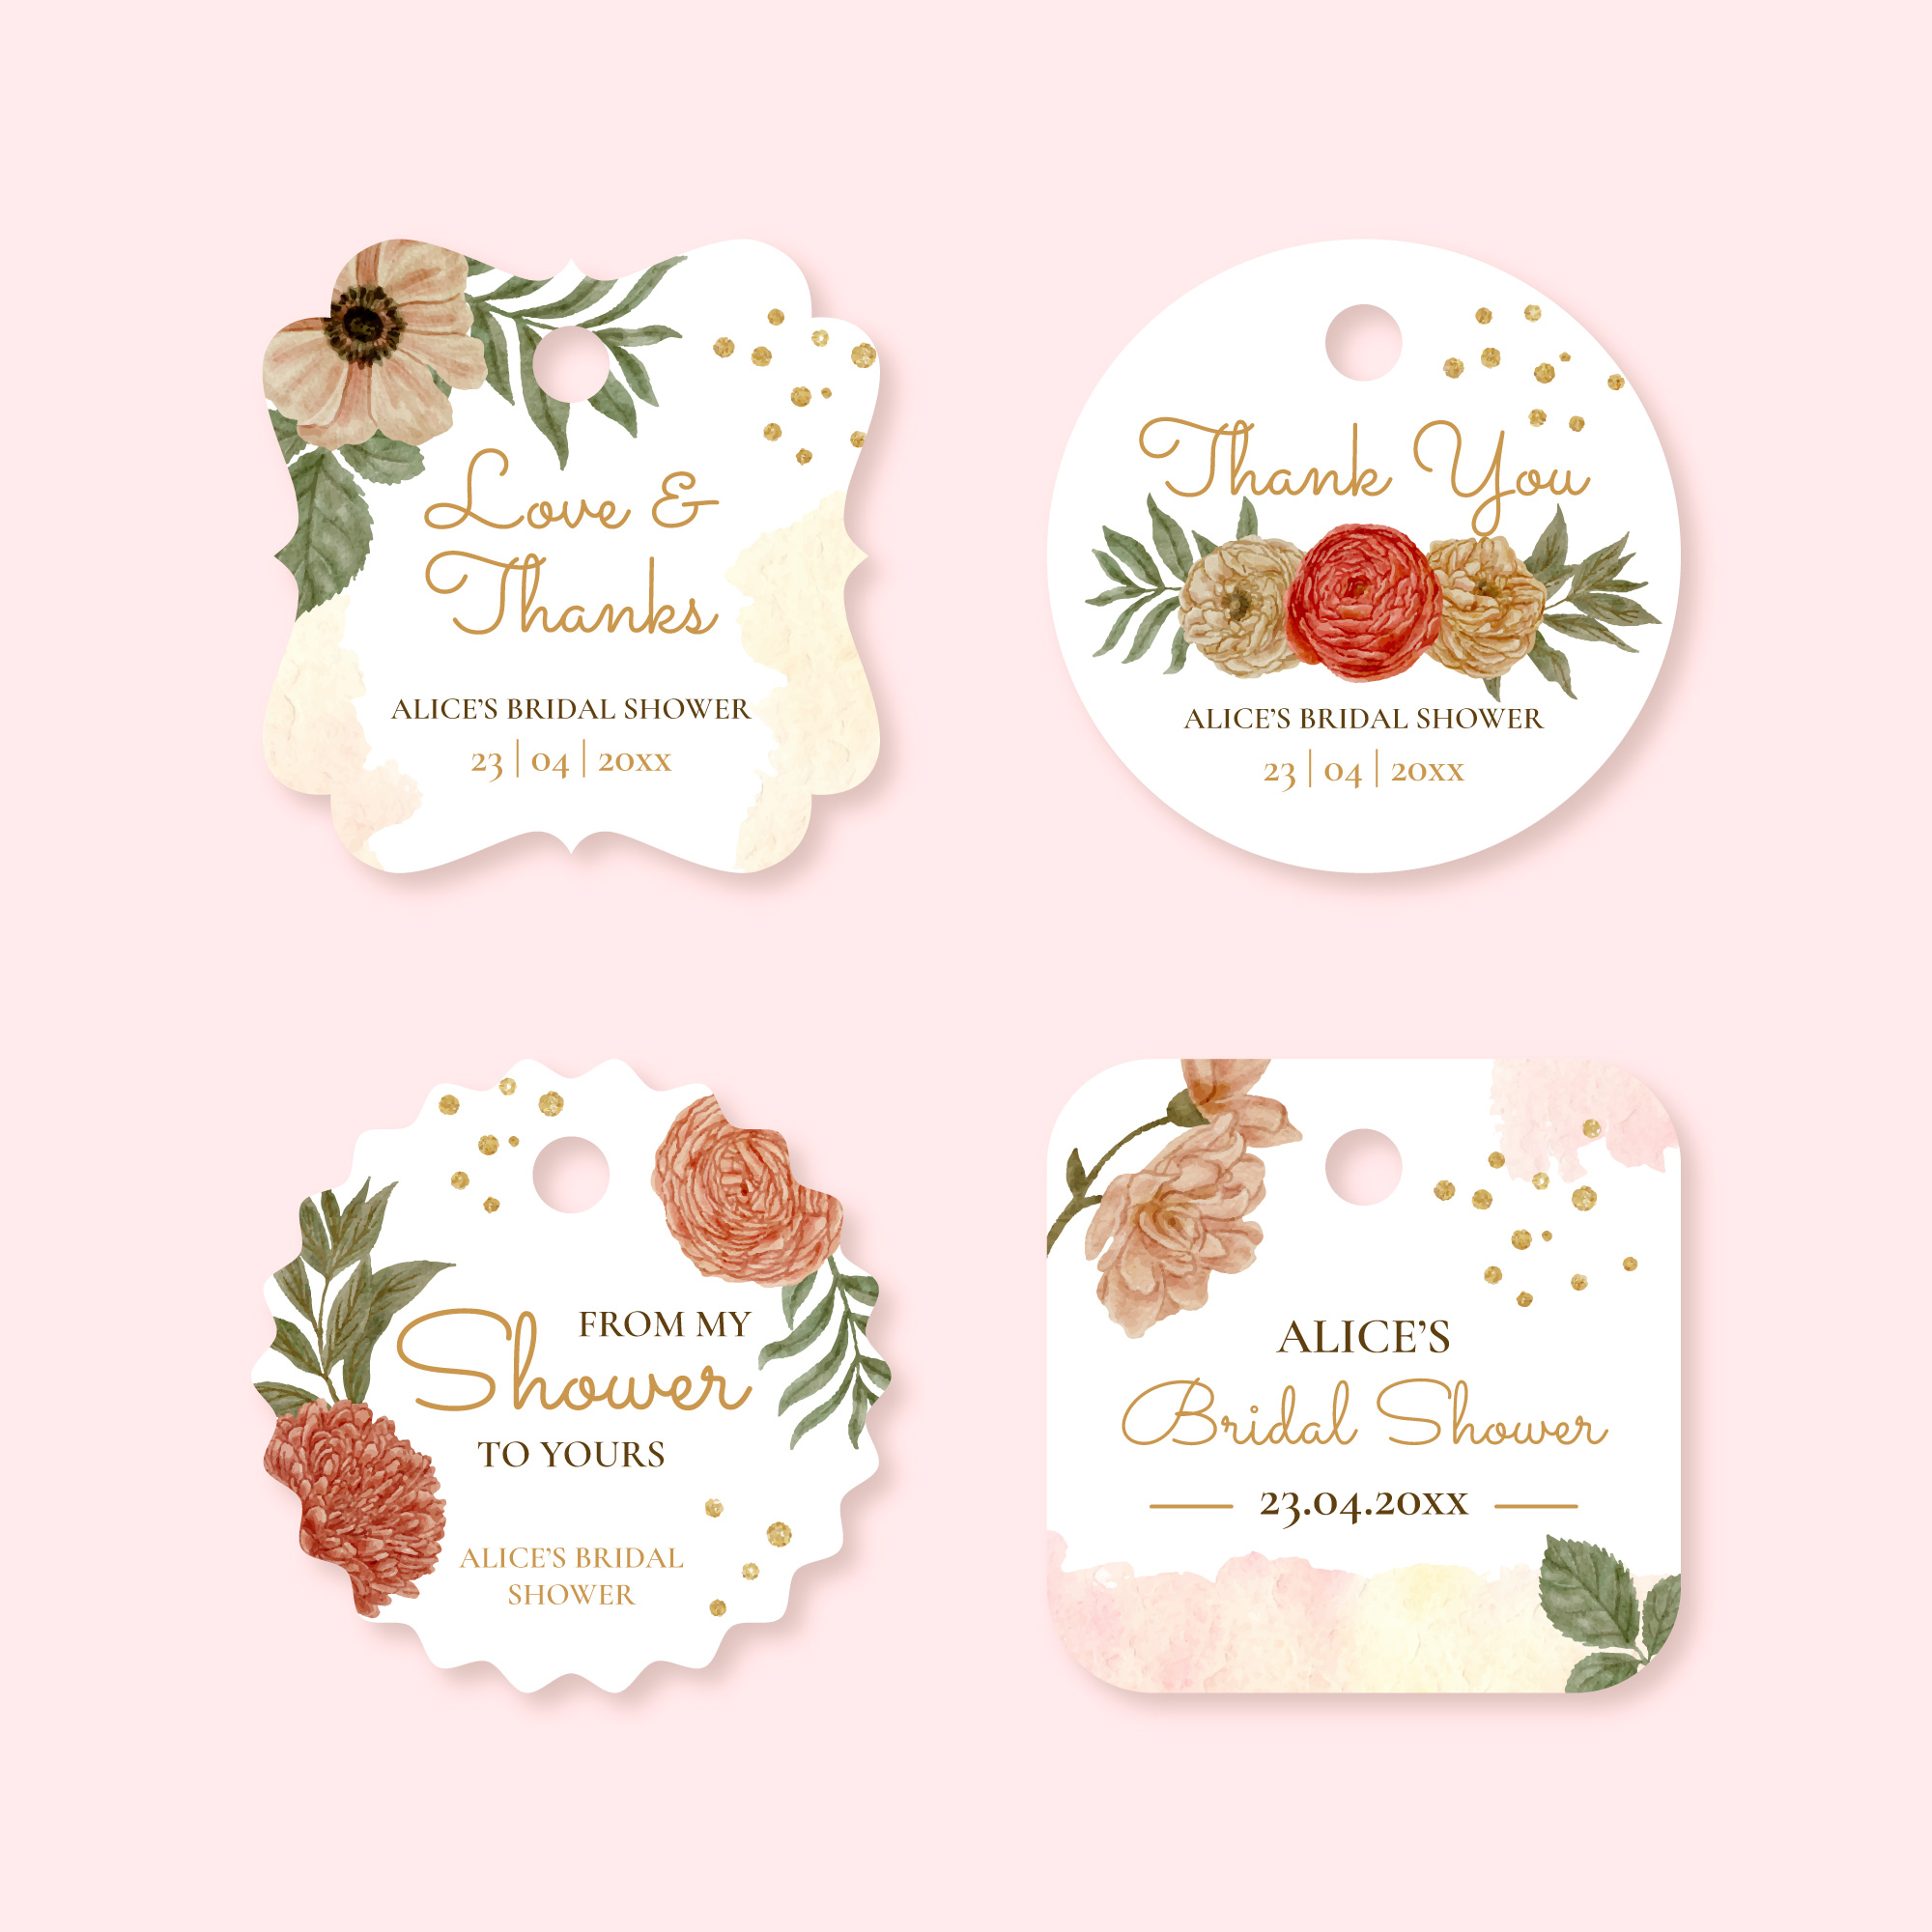 Love &
Thanks
ALICE’S BRIDAL SHOWER
23 | 04 | 20xx
Thank You
ALICE’S BRIDAL SHOWER
23 | 04 | 20xx
FROM MY
Shower
TO YOURS
ALICE’S BRIDAL
SHOWER
ALICE’S
Bridal Shower
23.04.20xx